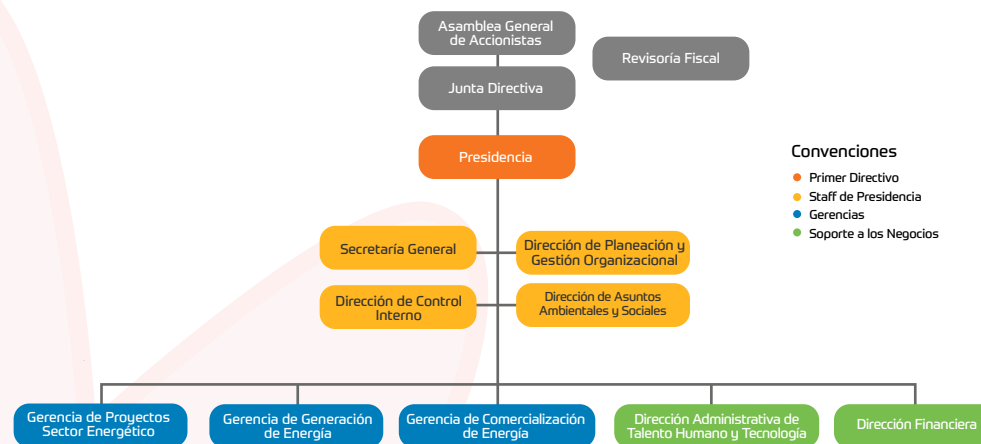 Asamblea General
de Accionistas
Revisoría Fiscal
Junta Directiva
Presidencia
Convenciones
Primer Directivo
Staff de Presidencia
Gerencias
Soporte a los Negocios
Secretaría General
Dirección de Planeación y
Gestión Organizacional
Dirección de Control
Interno
Dirección de Asuntos
Ambientales y Sociales
Gerencia de Proyectos
Sector Energético
Gerencia de Generación
de Energía
Gerencia de Comercialización
de Energía
Dirección Administrativa de
Talento Humano y Tecnología
Dirección Financiera